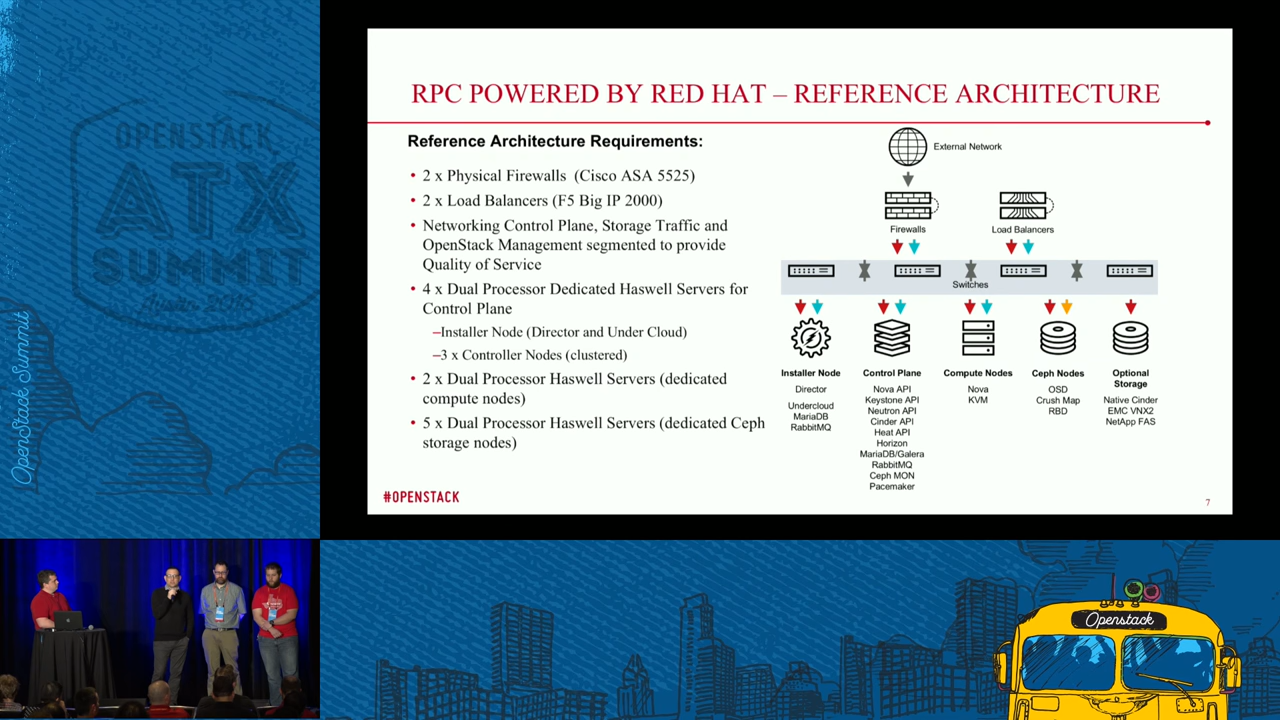 OPENSTACK
ATX
SUMMIT
OpenStack Summit
RPC POWERED BY RED HAT – REFERENCE ARCHITECTURE
Reference Architecture Requirements:
• 2 x Physical Firewalls (Cisco ASA 5525)
• 2 x Load Balancers (F5 Big IP 2000)
• Networking Control Plane, Storage Traffic and
OpenStack Management segmented to provide
Quality of Service
• 4 x Dual Processor Dedicated Haswell Servers for
Control Plane
–Installer Node (Director and Under Cloud)
–3 x Controller Nodes (clustered)
• 2 x Dual Processor Haswell Servers (dedicated
compute nodes)
• 5 x Dual Processor Haswell Servers (dedicated Ceph
storage nodes)
External Network
Firewalls
Load Balancers
Switches
Installer Node
Director
Undercloud
MariaDB
RabbitMQ
Control Plane
Nova API
Keystone API
Neutron API
Cinder API
Heat API
Horizon
MariaDB/Galera
RabbitMQ
Ceph MON
Pacemaker
Compute Nodes
Nova
KVM
Ceph Nodes
OSD
Crush Map
RBD
Optional
Storage
Native Cinder
EMC VNX2
NetApp FAS
#OPENSTACK
7
Openstack